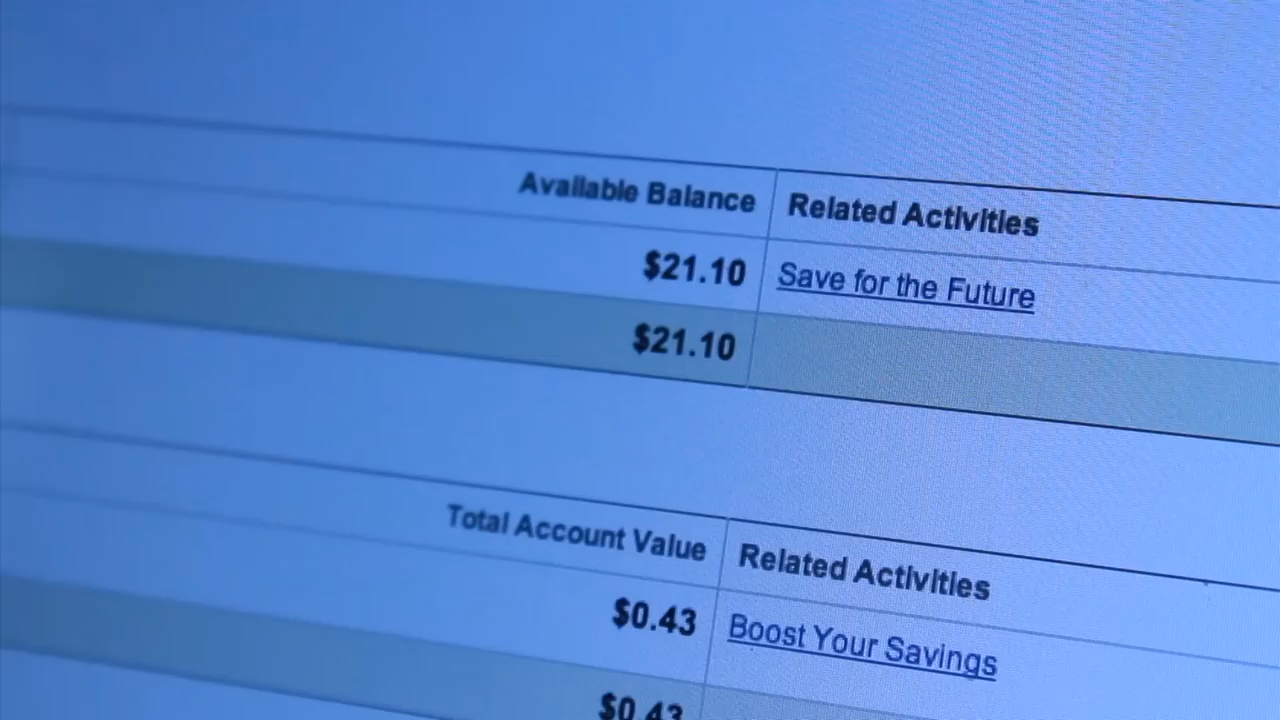 Available Balance Related Activities
$21.10 Save for the Future
$21.10
Total Account Value Related Activities
$0.43 Boost Your Savings
$0.43